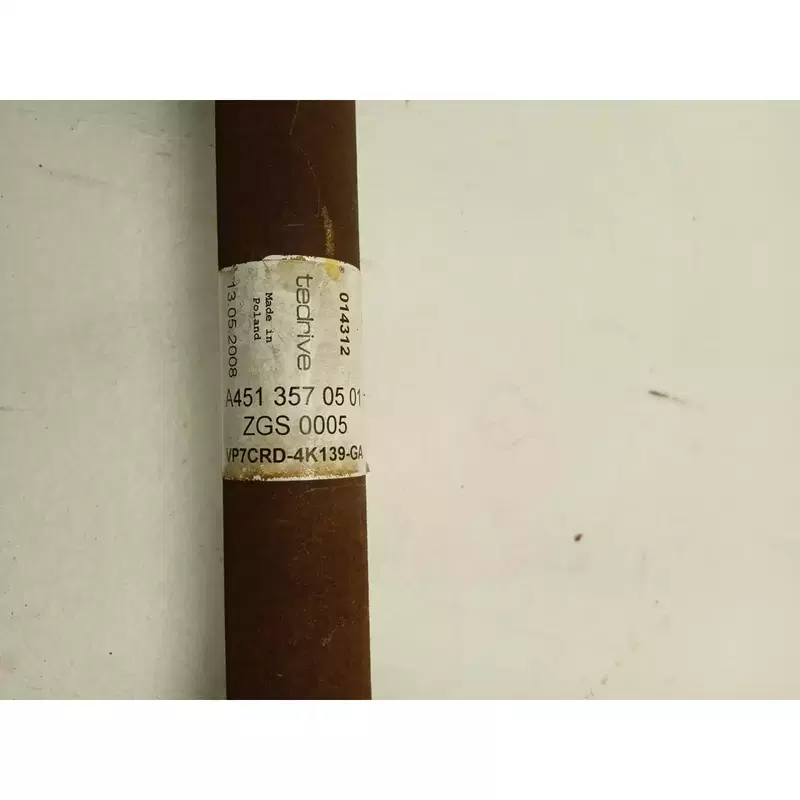 014312
tedrive
Made in
Poland
13.05.2008
A451 357 05 01
ZGS 0005
VP7CRD-4K139-GA